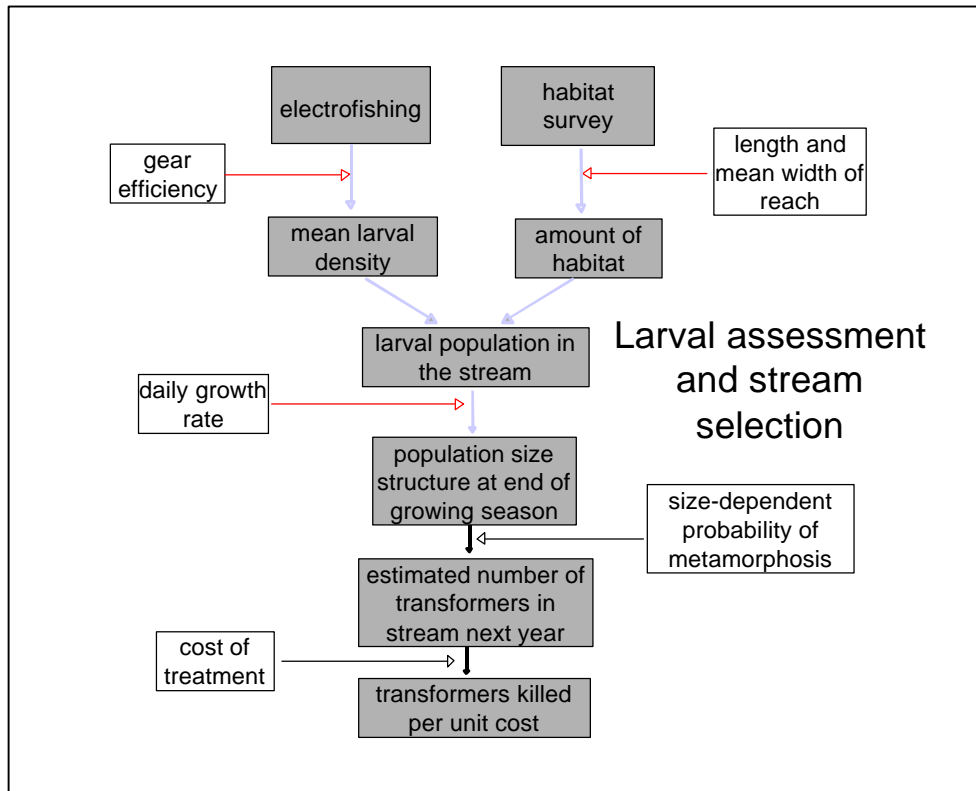 electrofishing
habitat
survey
gear
efficiency
length and
mean width of
reach
mean larval
density
amount of
habitat
larval population in
the stream
Larval assessment
and stream
selection
daily growth
rate
population size
structure at end of
growing season
size-dependent
probability of
metamorphosis
estimated number of
transformers in
stream next year
cost of
treatment
transformers killed
per unit cost